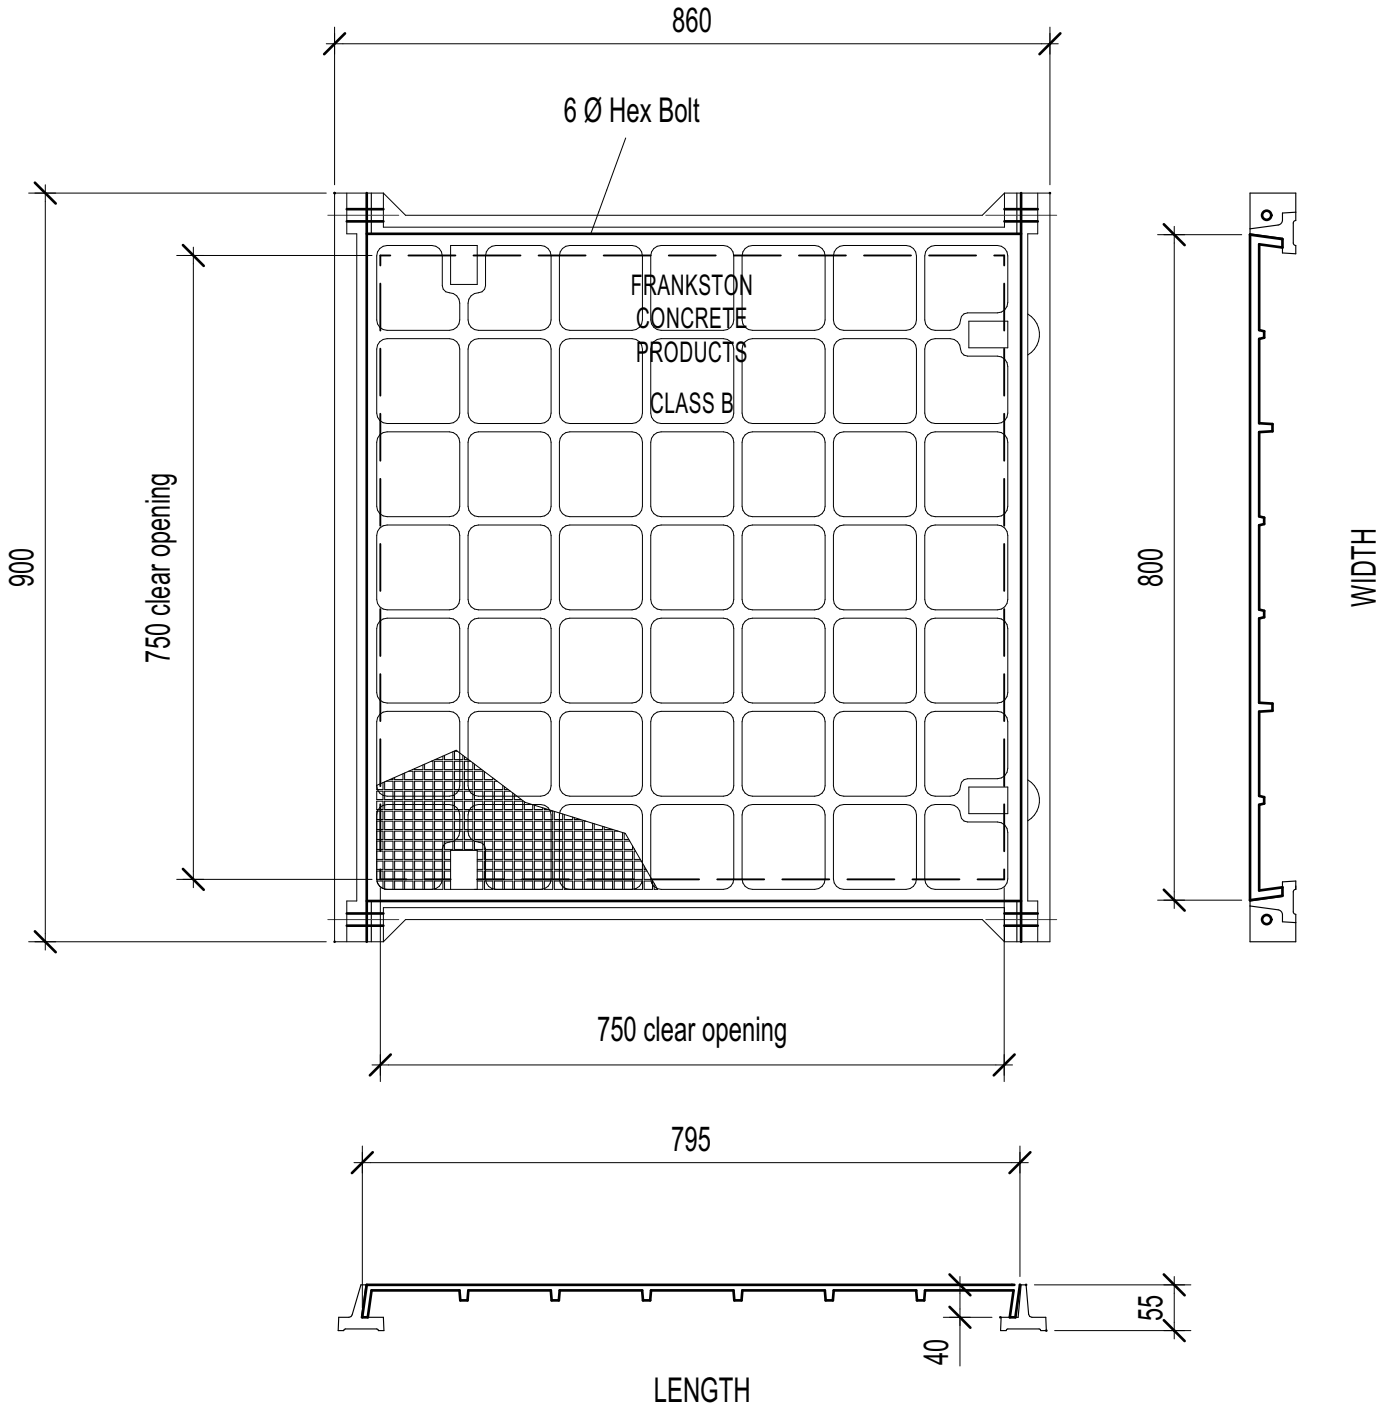 860
6 Ø Hex Bolt
FRANKSTON
CONCRETE
PRODUCTS
CLASS B
900
750 clear opening
800
WIDTH
750 clear opening
795
55
40
LENGTH